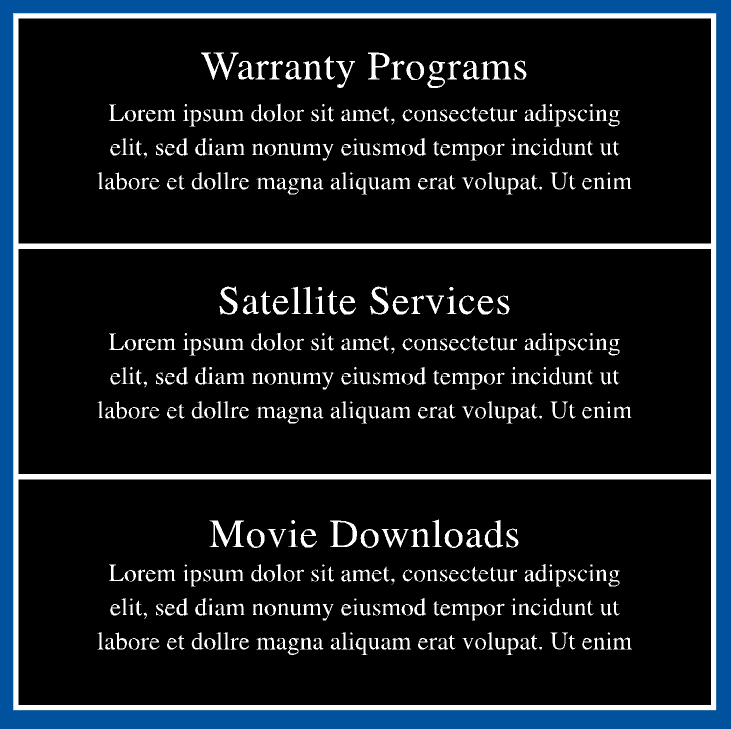 Warranty Programs
Lorem ipsum dolor sit amet, consectetur adipscing
elit, sed diam nonumy eiusmod tempor incidunt ut
labore et dollre magna aliquam erat volupat. Ut enim
Satellite Services
Lorem ipsum dolor sit amet, consectetur adipscing
elit, sed diam nonumy eiusmod tempor incidunt ut
labore et dollre magna aliquam erat volupat. Ut enim
Movie Downloads
Lorem ipsum dolor sit amet, consectetur adipscing
elit, sed diam nonumy eiusmod tempor incidunt ut
labore et dollre magna aliquam erat volupat. Ut enim